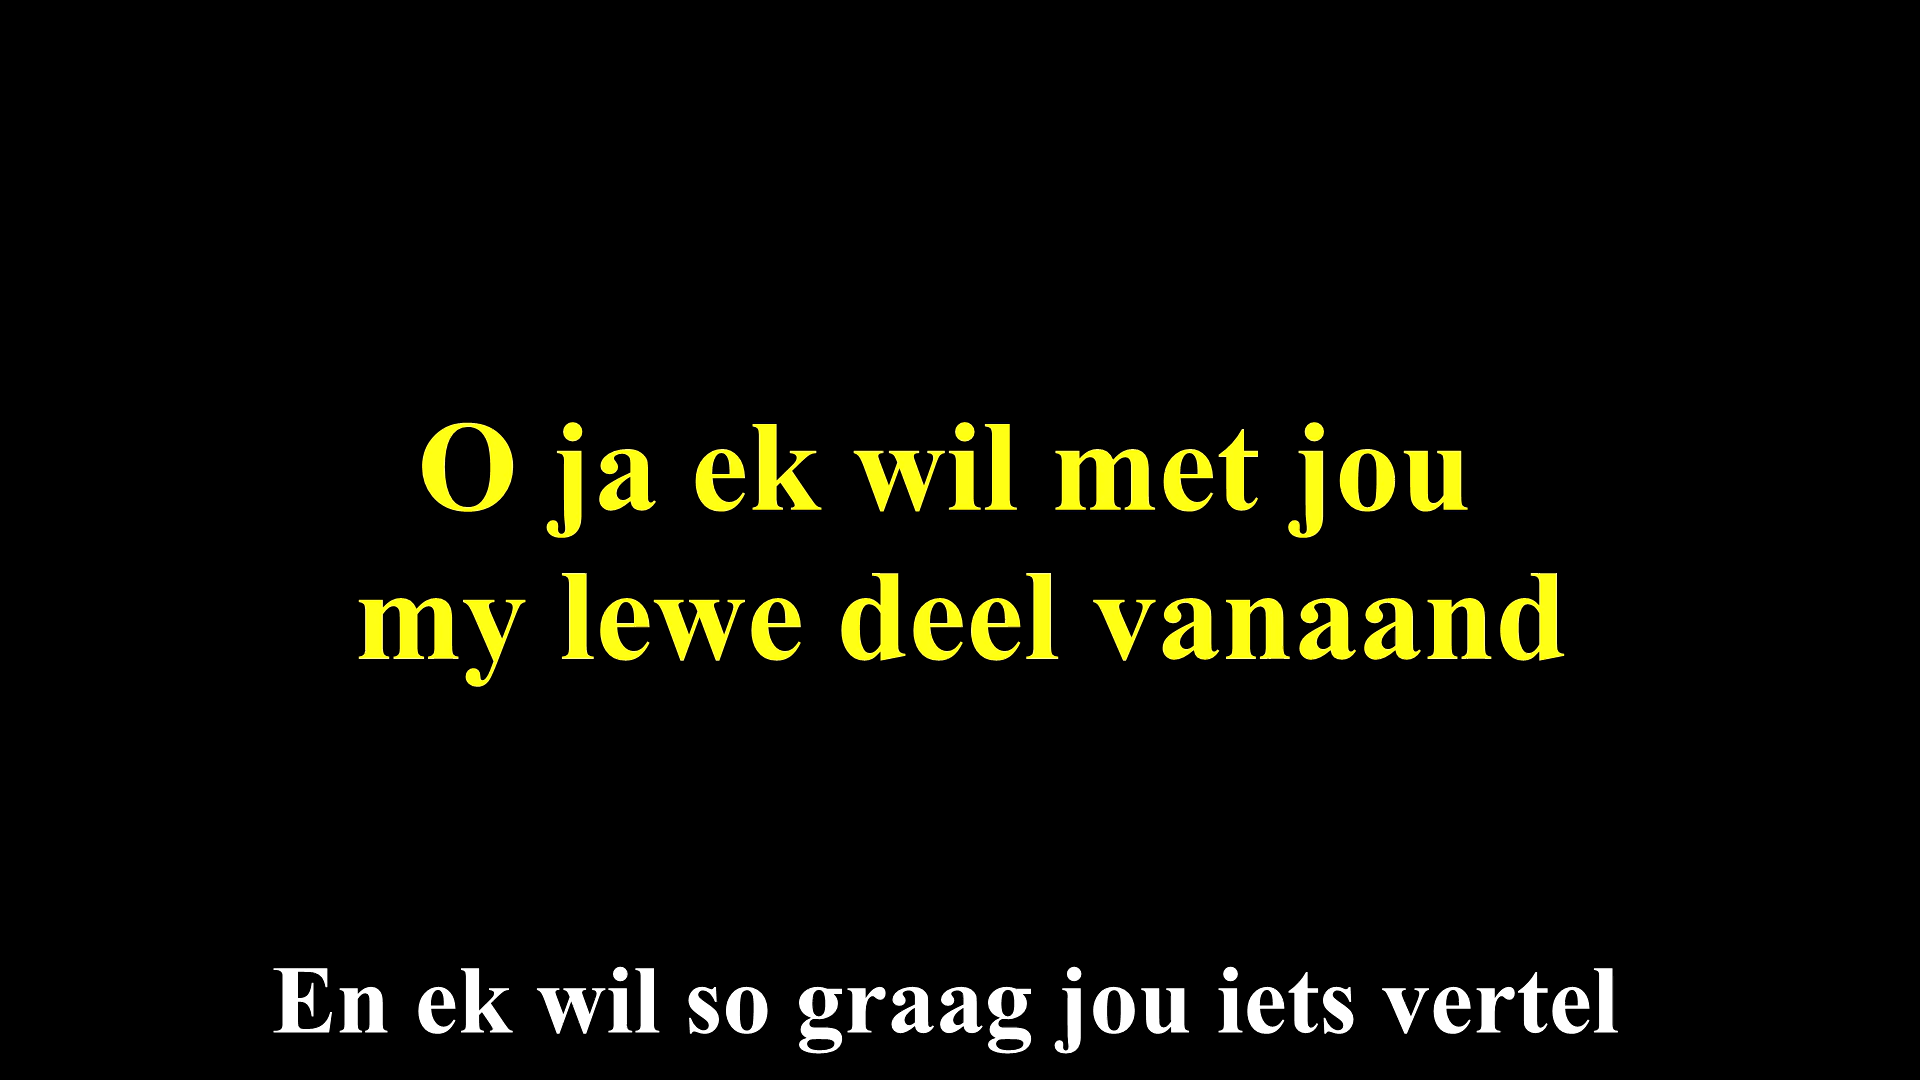 O ja ek wil met jou
my lewe deel vanaand
En ek wil so graag jou iets vertel